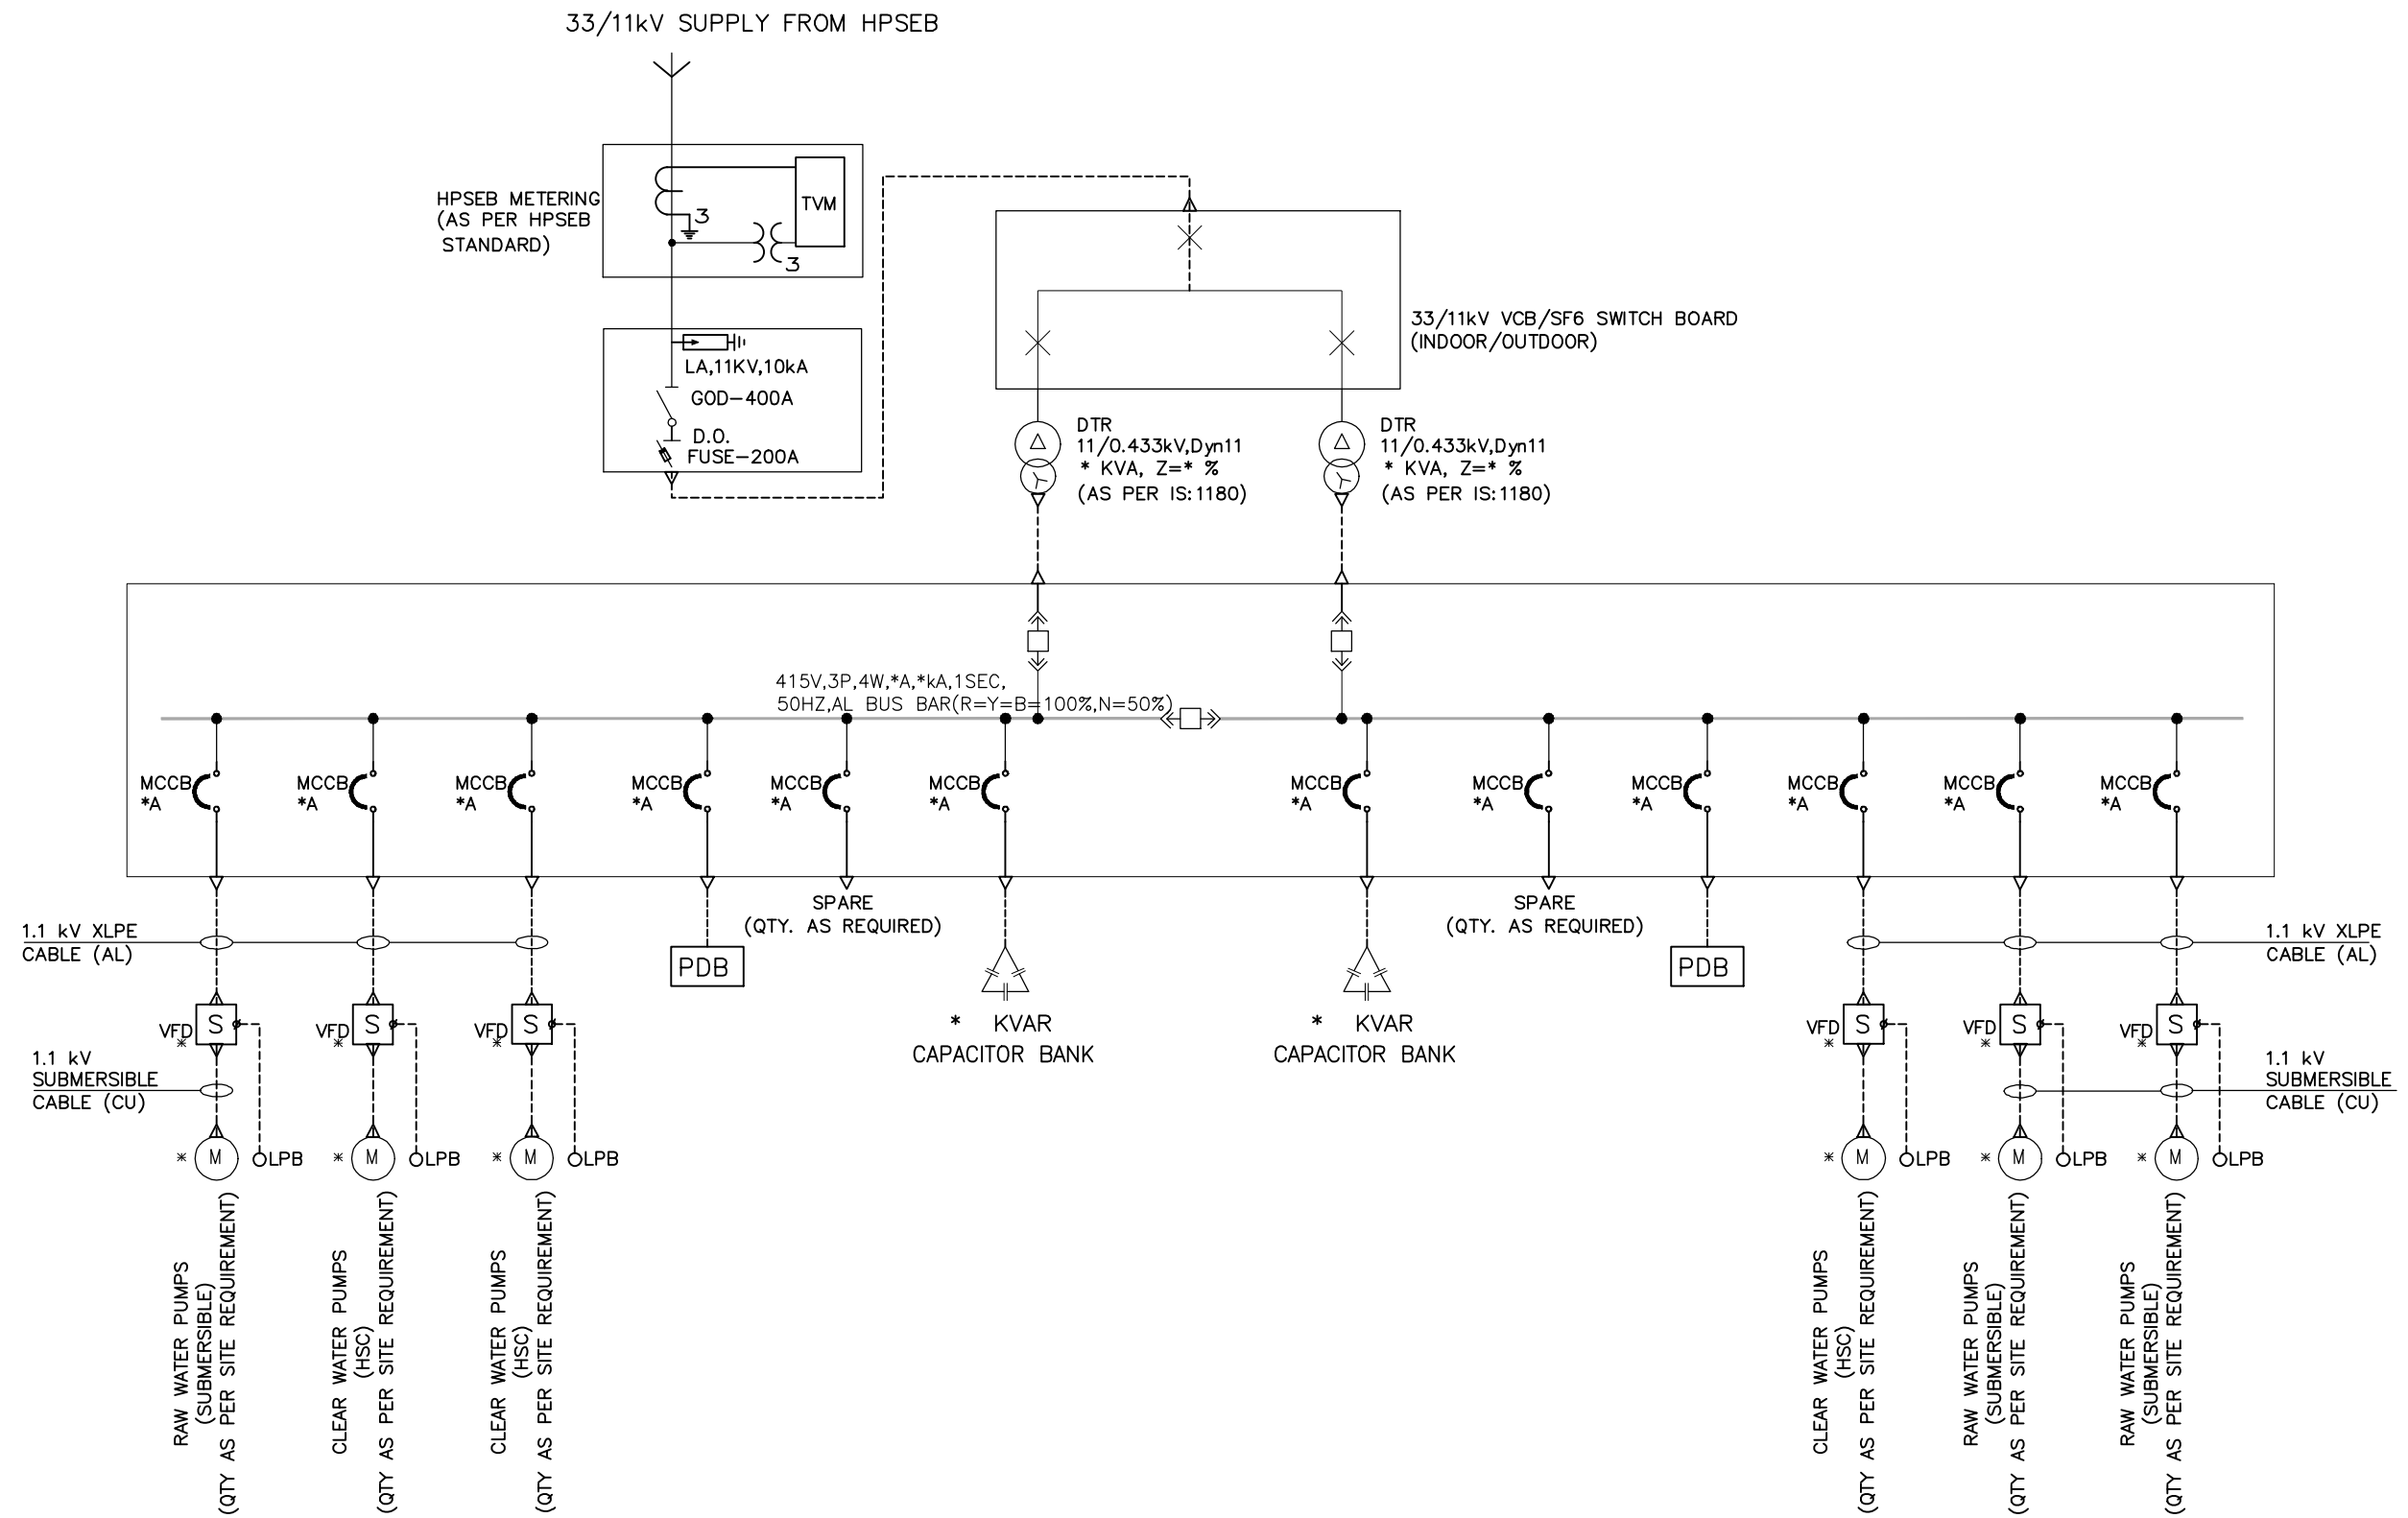 33/11kV SUPPLY FROM HPSEB
HPSEB METERING
(AS PER HPSEB
STANDARD)
TVM
3
3
LA,11KV,10kA
GOD-400A
D.O.
FUSE-200A
33/11kV VCB/SF6 SWITCH BOARD
(INDOOR/OUTDOOR)
DTR
11/0.433kV,Dyn11
* KVA, Z=* %
(AS PER IS:1180)
DTR
11/0.433kV,Dyn11
* KVA, Z=* %
(AS PER IS:1180)
415V,3P,4W,*A,*kA,1SEC,
50HZ,AL BUS BAR(R=Y=B=100%,N=50%)
MCCB
*A
MCCB
*A
MCCB
*A
MCCB
*A
MCCB
*A
MCCB
*A
MCCB
*A
MCCB
*A
MCCB
*A
MCCB
*A
MCCB
*A
MCCB
*A
SPARE
(QTY. AS REQUIRED)
SPARE
(QTY. AS REQUIRED)
1.1 kV XLPE
CABLE (AL)
1.1 kV XLPE
CABLE (AL)
PDB
PDB
* KVAR
CAPACITOR BANK
* KVAR
CAPACITOR BANK
VFD
*
S
VFD
*
S
VFD
*
S
VFD
*
S
VFD
*
S
VFD
*
S
1.1 kV
SUBMERSIBLE
CABLE (CU)
1.1 kV
SUBMERSIBLE
CABLE (CU)
* M LPB
* M LPB
* M LPB
* M LPB
* M LPB
* M LPB
RAW WATER PUMPS
(SUBMERSIBLE)
(QTY AS PER SITE REQUIREMENT)
CLEAR WATER PUMPS
(HSC)
(QTY AS PER SITE REQUIREMENT)
CLEAR WATER PUMPS
(HSC)
(QTY AS PER SITE REQUIREMENT)
CLEAR WATER PUMPS
(HSC)
(QTY AS PER SITE REQUIREMENT)
RAW WATER PUMPS
(SUBMERSIBLE)
(QTY AS PER SITE REQUIREMENT)
RAW WATER PUMPS
(SUBMERSIBLE)
(QTY AS PER SITE REQUIREMENT)